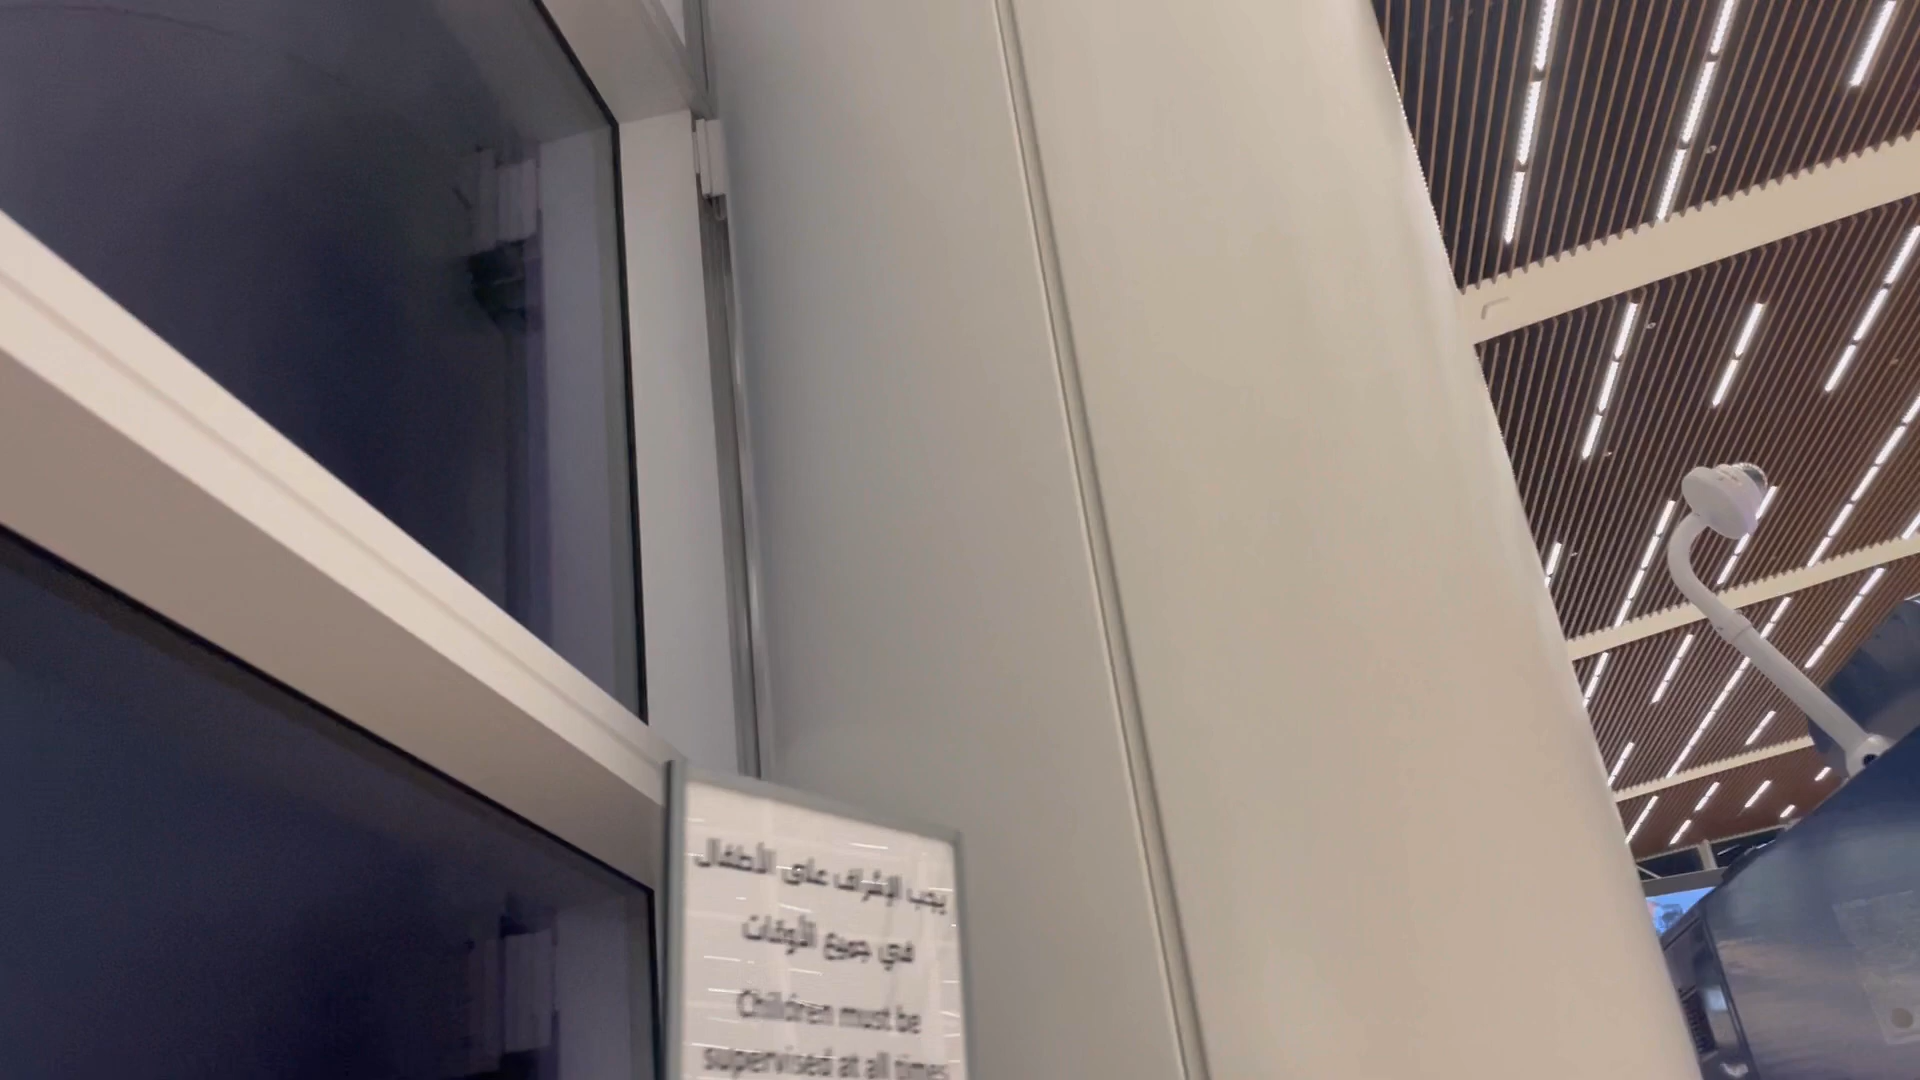 يجب الإشراف على الأطفال
في جميع الأوقات
Children must be
supervised at all times